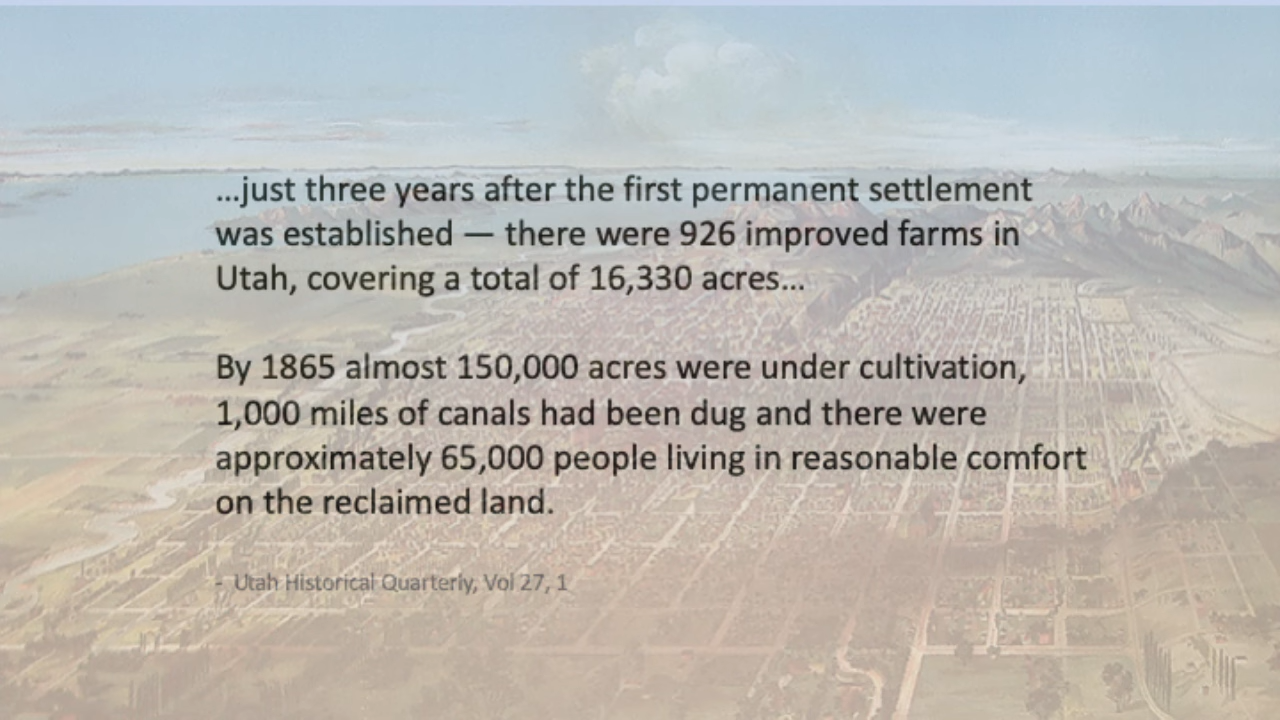 ...just three years after the first permanent settlement
was established — there were 926 improved farms in
Utah, covering a total of 16,330 acres...
By 1865 almost 150,000 acres were under cultivation,
1,000 miles of canals had been dug and there were
approximately 65,000 people living in reasonable comfort
on the reclaimed land.
- Utah Historical Quarterly, Vol 27, 1